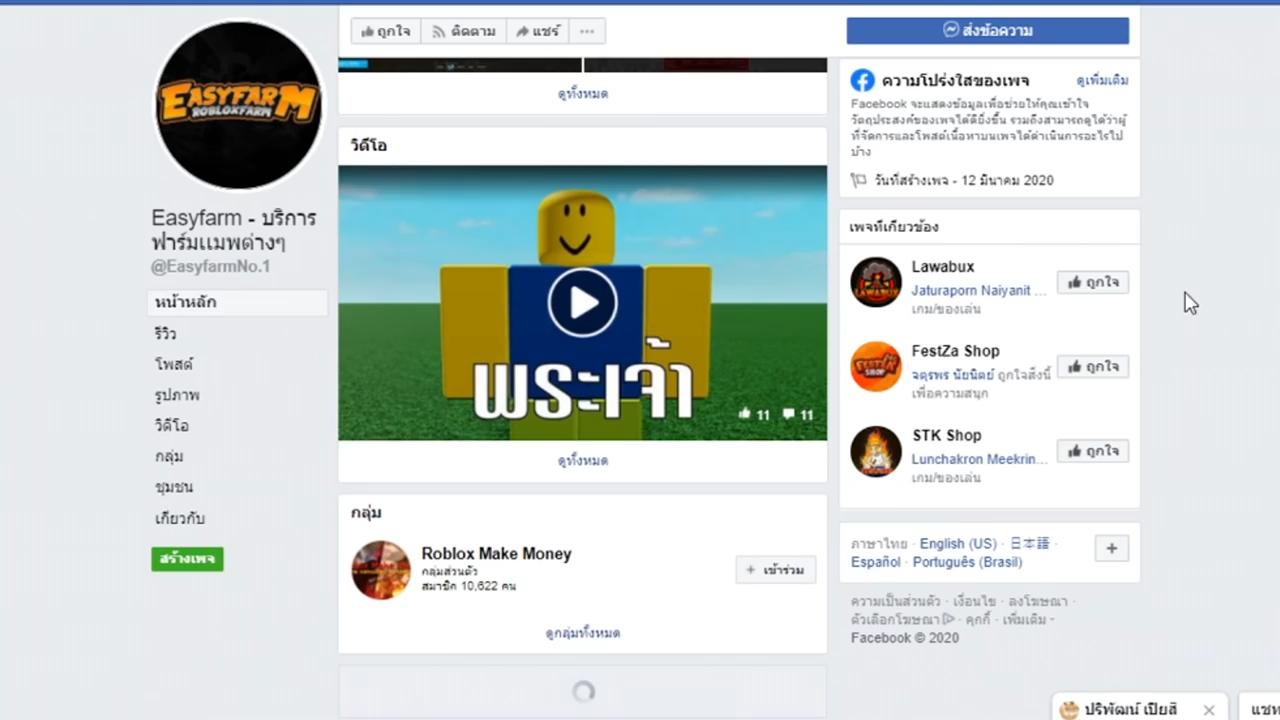 EASYFARM
ROBLOXFARM
Easyfarm - บริการ
ฟาร์มแมพต่างๆ
@EasyfarmNo.1
หน้าหลัก
รีวิว
โพสต์
รูปภาพ
วิดีโอ
กลุ่ม
ชุมชน
เกี่ยวกับ
สร้างเพจ
ถูกใจ
ติดตาม
แชร์
ส่งข้อความ
ดูทั้งหมด
วิดีโอ
พระเจ้า
11
11
ดูทั้งหมด
กลุ่ม
Roblox Make Money
กลุ่มส่วนตัว
สมาชิก 10,622 คน
+ เข้าร่วม
ดูกลุ่มทั้งหมด
ความโปร่งใสของเพจ
ดูเพิ่มเติม
Facebook จะแสดงข้อมูลเพื่อช่วยให้คุณเข้าใจ
วัตถุประสงค์ของเพจได้ดียิ่งขึ้น รวมถึงสามารถดูได้ว่าผู้
ที่จัดการและโพสต์เนื้อหาบนเพจได้ดำเนินการอะไรไป
บ้าง
วันที่สร้างเพจ - 12 มีนาคม 2020
เพจที่เกี่ยวข้อง
Lawabux
Jaturaporn Naiyanit ...
เกม/ของเล่น
ถูกใจ
FestZa Shop
จตุรพร นัยนิตย์ ถูกใจสิ่งนี้
เพื่อความสนุก
ถูกใจ
STK Shop
Lunchakron Meekrin...
เกม/ของเล่น
ถูกใจ
ภาษาไทย · English (US) · 日本語 ·
Español · Português (Brasil)
ความเป็นส่วนตัว · เงื่อนไข · ลงโฆษณา ·
ตัวเลือกโฆษณา · คุกกี้ · เพิ่มเติม
Facebook © 2020
ปริพัฒน์ เปียสิ
แชท